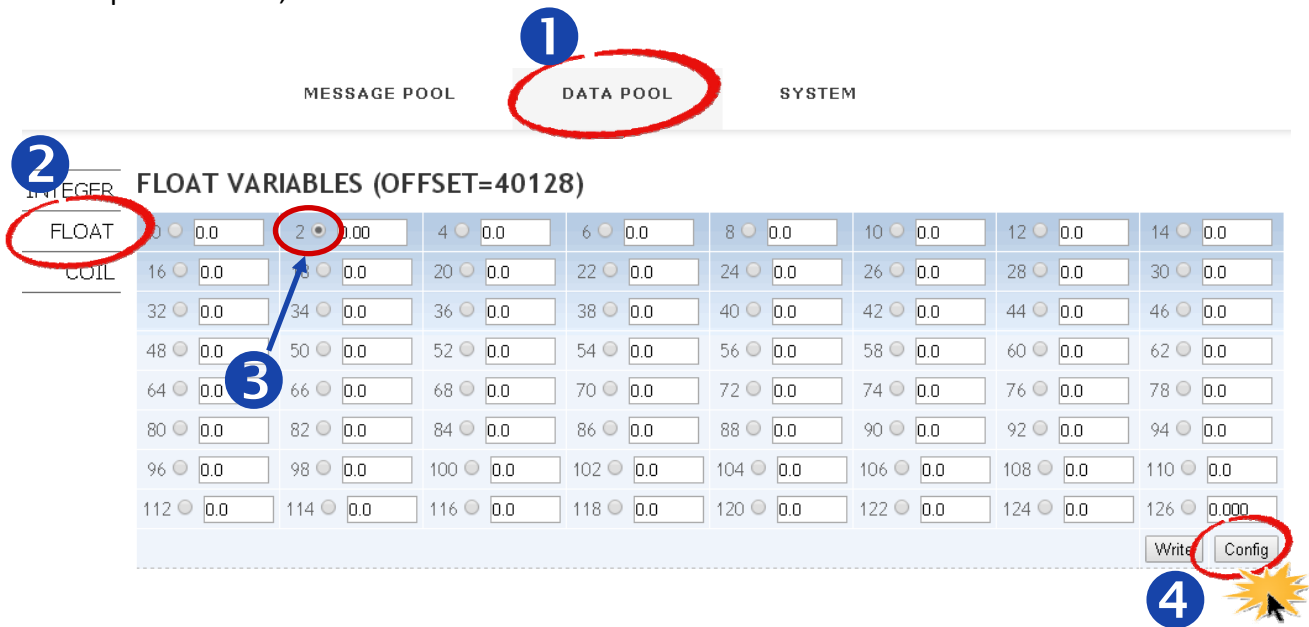 1
MESSAGE POOL DATA POOL SYSTEM
2
INTEGER FLOAT VARIABLES (OFFSET=40128)
FLOAT 0 0.0 2 0.00 4 0.0 6 0.0 8 0.0 10 0.0 12 0.0 14 0.0
COIL 16 0.0 18 0.0 20 0.0 22 0.0 24 0.0 26 0.0 28 0.0 30 0.0
32 0.0 34 0.0 36 0.0 38 0.0 40 0.0 42 0.0 44 0.0 46 0.0
48 0.0 50 0.0 52 0.0 54 0.0 56 0.0 58 0.0 60 0.0 62 0.0
3
64 0.0 66 0.0 68 0.0 70 0.0 72 0.0 74 0.0 76 0.0 78 0.0
80 0.0 82 0.0 84 0.0 86 0.0 88 0.0 90 0.0 92 0.0 94 0.0
96 0.0 98 0.0 100 0.0 102 0.0 104 0.0 106 0.0 108 0.0 110 0.0
112 0.0 114 0.0 116 0.0 118 0.0 120 0.0 122 0.0 124 0.0 126 0.000
Write Config
4